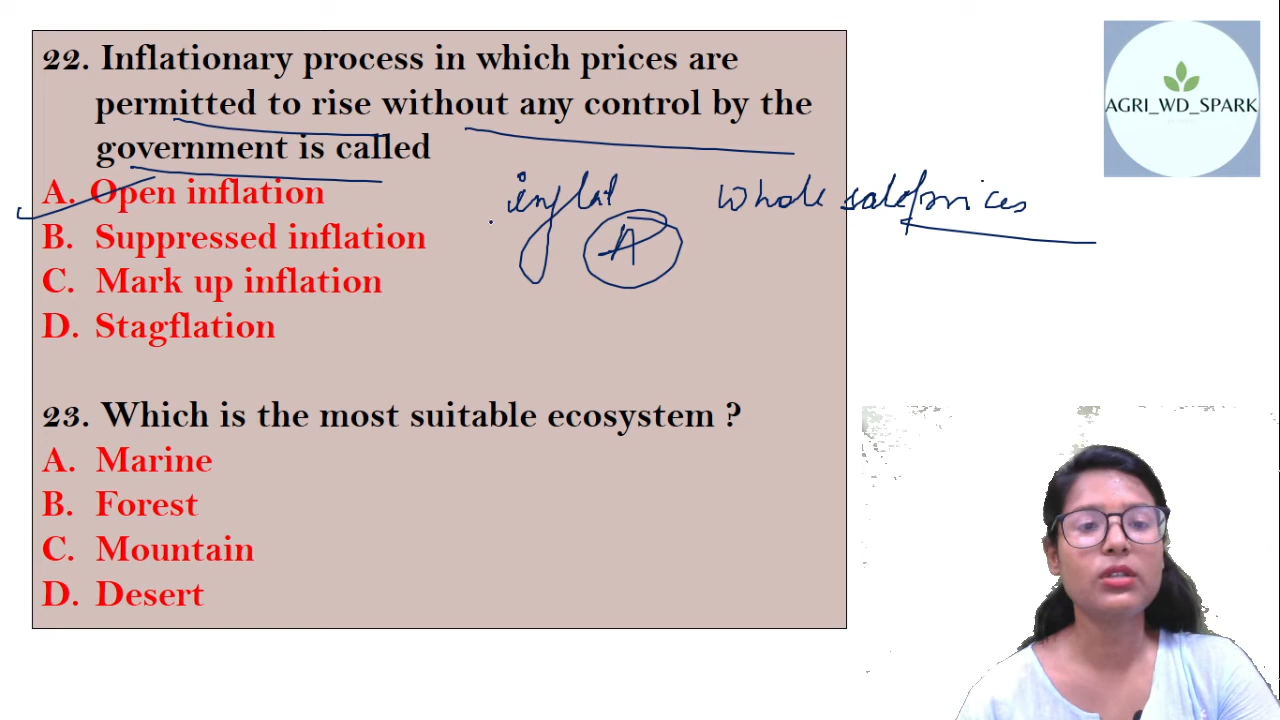 22. Inflationary process in which prices are
permitted to rise without any control by the
government is called
A. Open inflation
B. Suppressed inflation
C. Mark up inflation
D. Stagflation
inflat
A
whole sale prices
23. Which is the most suitable ecosystem ?
A. Marine
B. Forest
C. Mountain
D. Desert
AGRI_WD_SPARK